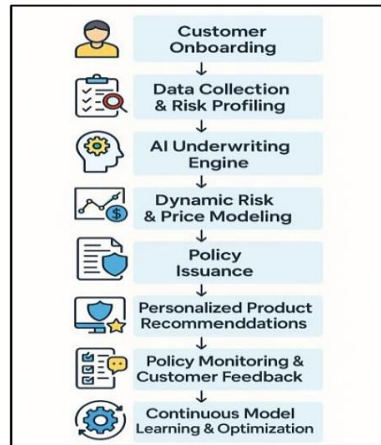 Customer
Onboarding
Data Collection
& Risk Profiling
AI Underwriting
Engine
Dynamic Risk
& Price Modeling
Policy
Issuance
Personalized Product
Recommenddations
Policy Monitoring &
Customer Feedback
Continuous Model
Learning & Optimization